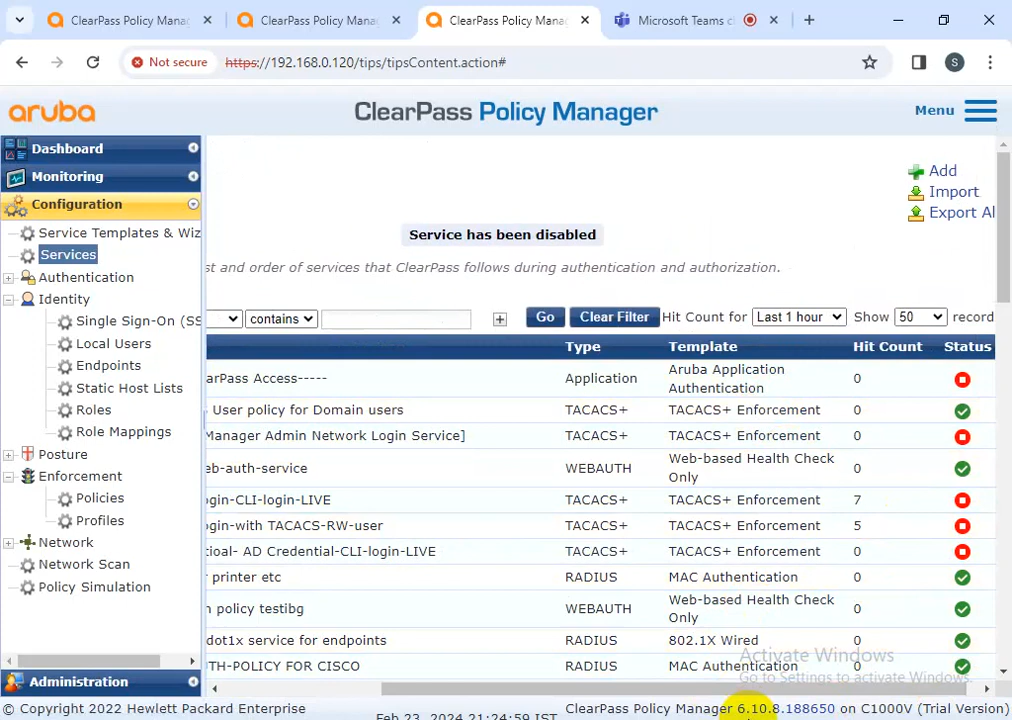 ClearPass Policy Mana
ClearPass Policy Mana
ClearPass Policy Mana
Microsoft Teams c
Not secure
https://192.168.0.120/tips/tipsContent.action#
S
aruba
ClearPass Policy Manager
Menu
Dashboard
Monitoring
Configuration
Service Templates & Wiz
Services
Authentication
Identity
Single Sign-On (SS
Local Users
Endpoints
Static Host Lists
Roles
Role Mappings
Posture
Enforcement
Policies
Profiles
Network
Network Scan
Policy Simulation
Administration
Add
Import
Export Al
Service has been disabled
st and order of services that ClearPass follows during authentication and authorization.
contains
Go
Clear Filter
Hit Count for
Last 1 hour
Show
50
record
Type Template Hit Count Status
arPass Access----- Application Aruba Application
Authentication 0
User policy for Domain users TACACS+ TACACS+ Enforcement 0
Manager Admin Network Login Service] TACACS+ TACACS+ Enforcement 0
eb-auth-service WEBAUTH Web-based Health Check
Only 0
ogin-CLI-login-LIVE TACACS+ TACACS+ Enforcement 7
ogin-with TACACS-RW-user TACACS+ TACACS+ Enforcement 5
tioal- AD Credential-CLI-login-LIVE TACACS+ TACACS+ Enforcement 0
r printer etc RADIUS MAC Authentication 0
n policy testibg WEBAUTH Web-based Health Check
Only 0
dot1x service for endpoints RADIUS 802.1X Wired 0
TH-POLICY FOR CISCO RADIUS MAC Authentication 0
Activate Windows
Go to Settings to activate Windows.
© Copyright 2022 Hewlett Packard Enterprise
Feb 23, 2024 21:24:59 IST
ClearPass Policy Manager 6.10.8.188650 on C1000V (Trial Version)